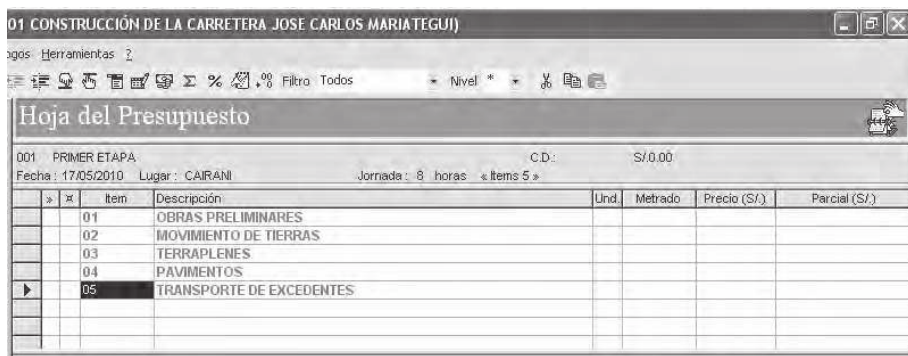 01 CONSTRUCCIÓN DE LA CARRETERA JOSE CARLOS MARIATEGUI)
ogos Herramientas ?
Σ % Filtro Todos Nivel *
Hoja del Presupuesto
001 PRIMER ETAPA C.D.: S/.0.00
Fecha : 17/05/2010 Lugar : CAIRANI Jornada : 8 horas « Items 5 »
» ¤ Item Descripción Und. Metrado Precio (S/.) Parcial (S/.)
01 OBRAS PRELIMINARES
02 MOVIMIENTO DE TIERRAS
03 TERRAPLENES
04 PAVIMENTOS
05 TRANSPORTE DE EXCEDENTES